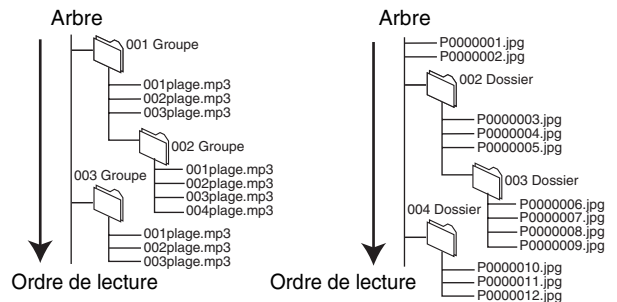 Arbre
001 Groupe
001plage.mp3
002plage.mp3
003plage.mp3
002 Groupe
001plage.mp3
002plage.mp3
003plage.mp3
004plage.mp3
003 Groupe
001plage.mp3
002plage.mp3
003plage.mp3
Ordre de lecture
Arbre
P0000001.jpg
P0000002.jpg
002 Dossier
P0000003.jpg
P0000004.jpg
P0000005.jpg
003 Dossier
P0000006.jpg
P0000007.jpg
P0000008.jpg
P0000009.jpg
004 Dossier
P0000010.jpg
P0000011.jpg
P0000012.jpg
Ordre de lecture